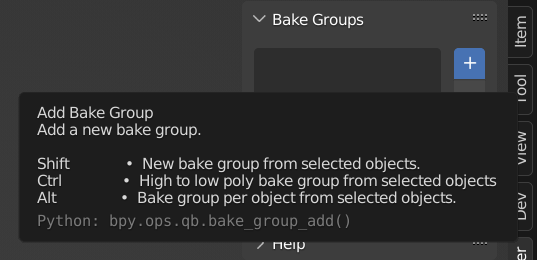 Bake Groups
+
Item
Tool
View
Dev
Add Bake Group
Add a new bake group.
Shift • New bake group from selected objects.
Ctrl • High to low poly bake group from selected objects
Alt • Bake group per object from selected objects.
Python: bpy.ops.qb.bake_group_add()
Help